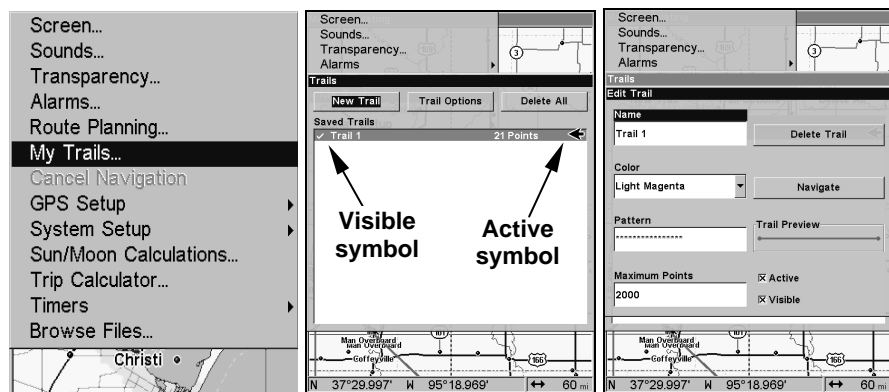 Screen...
Sounds...
Transparency...
Alarms...
Route Planning...
My Trails...
Cancel Navigation
GPS Setup
System Setup
Sun/Moon Calculations...
Trip Calculator...
Timers
Browse Files...
Christi
Screen...
Sounds...
Transparency...
Alarms
3
Trails
New Trail Trail Options Delete All
Saved Trails
Trail 1 21 Points
Visible symbol
Active symbol
Man Overboard
Coffeyville
166
N 37°29.997' W 95°18.969' 60 mi
Screen...
Sounds...
Transparency...
Alarms
3
Trails
Edit Trail
Name
Trail 1
Delete Trail
Color
Light Magenta
Navigate
Pattern
***************
Trail Preview
Maximum Points
2000
Active
Visible
Man Overboard
Coffeyville
166
N 37°29.997' W 95°18.969' 60 mi